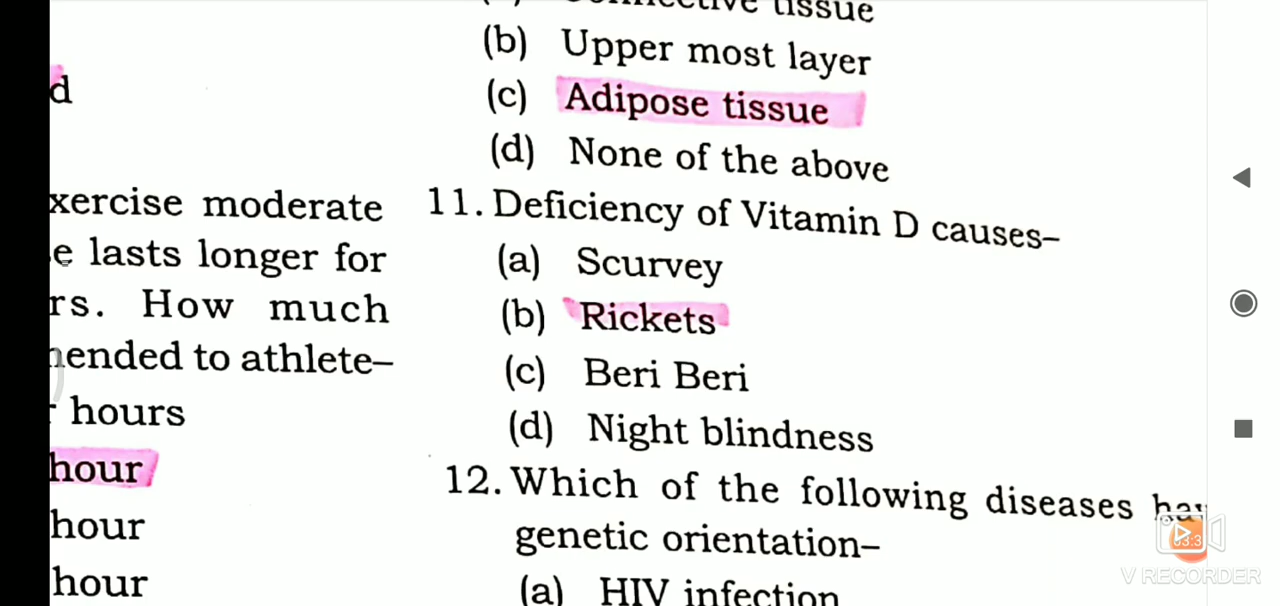 d
xercise moderate
e lasts longer for
rs. How much
ended to athlete–
hours
hour
hour
hour
tissue
(b) Upper most layer
(c) Adipose tissue
(d) None of the above
11. Deficiency of Vitamin D causes–
(a) Scurvey
(b) Rickets
(c) Beri Beri
(d) Night blindness
12. Which of the following diseases
genetic orientation–
(a) HIV infection
V RECORDER